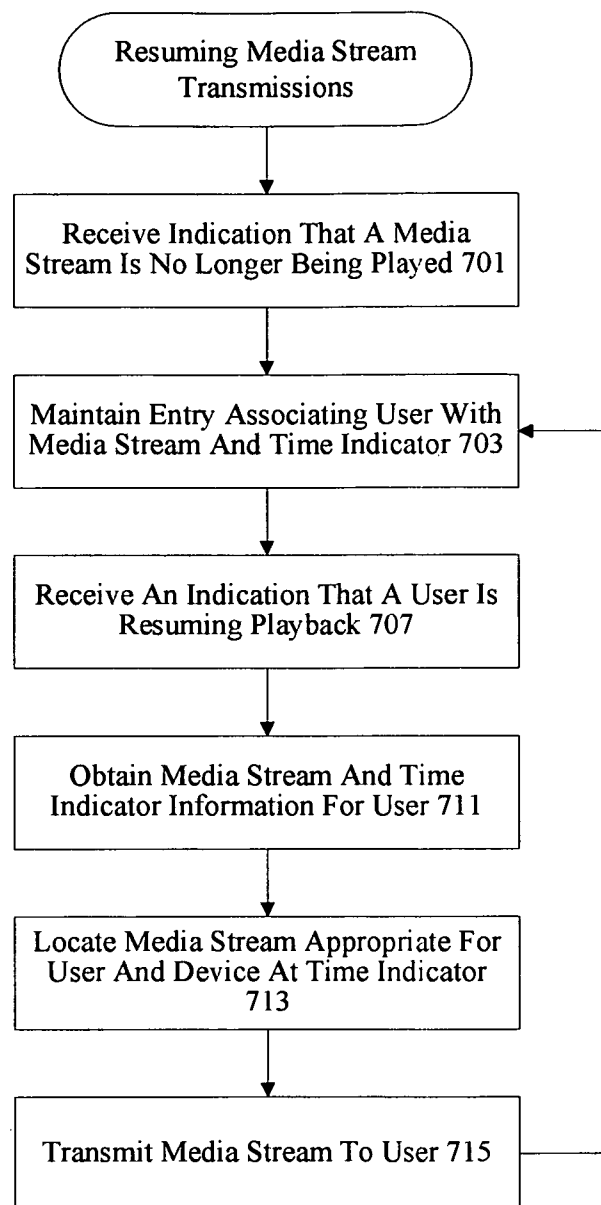 Resuming Media Stream
Transmissions
Receive Indication That A Media
Stream Is No Longer Being Played 701
Maintain Entry Associating User With
Media Stream And Time Indicator 703
Receive An Indication That A User Is
Resuming Playback 707
Obtain Media Stream And Time
Indicator Information For User 711
Locate Media Stream Appropriate For
User And Device At Time Indicator
713
Transmit Media Stream To User 715